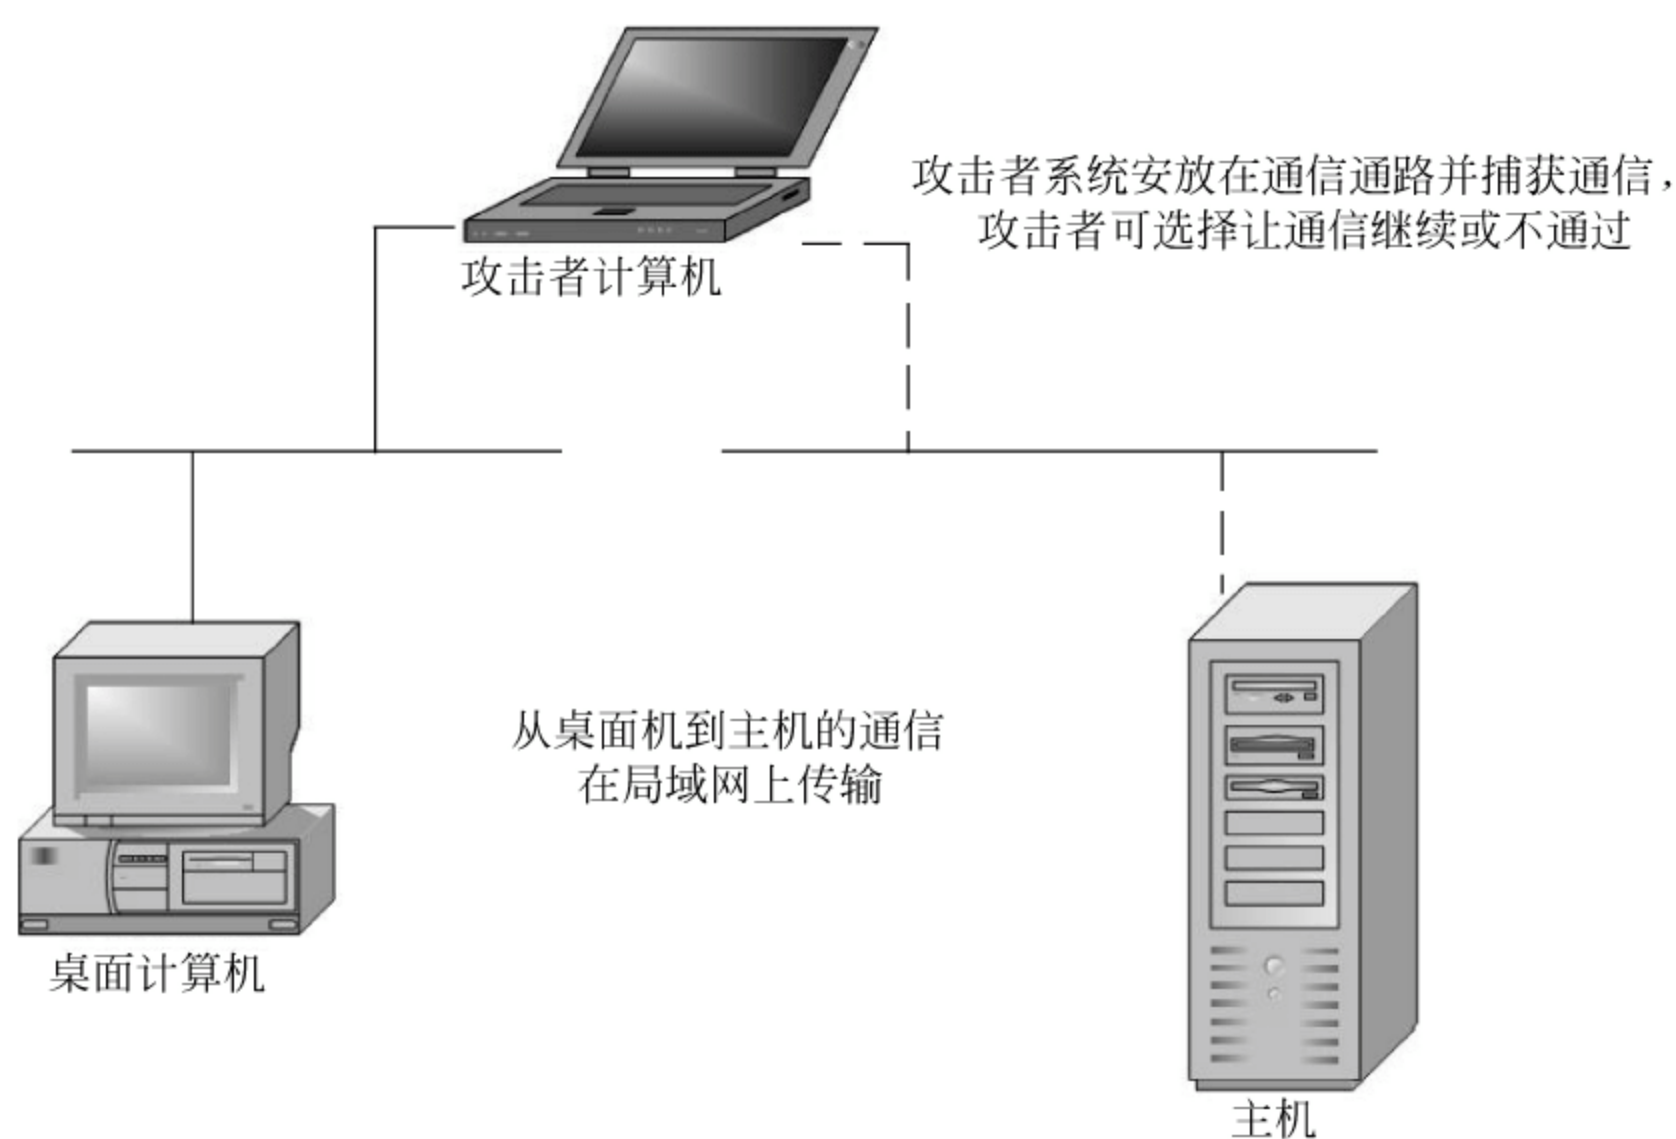 攻击者系统安放在通信通路并捕获通信，
攻击者可选择让通信继续或不通过
攻击者计算机
从桌面机到主机的通信
在局域网上传输
桌面计算机
主机